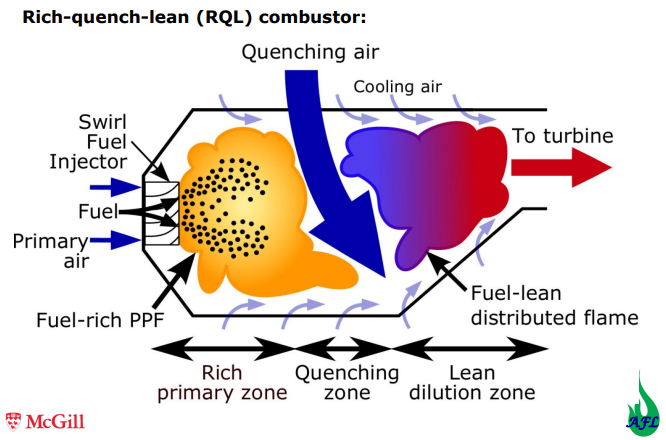 Rich-quench-lean (RQL) combustor:
Quenching air
Cooling air
Swirl
Fuel
Injector
To turbine
Fuel
Primary
air
Fuel-rich PPF
Fuel-lean
distributed flame
Rich
primary zone
Quenching
zone
Lean
dilution zone
McGill
AFL